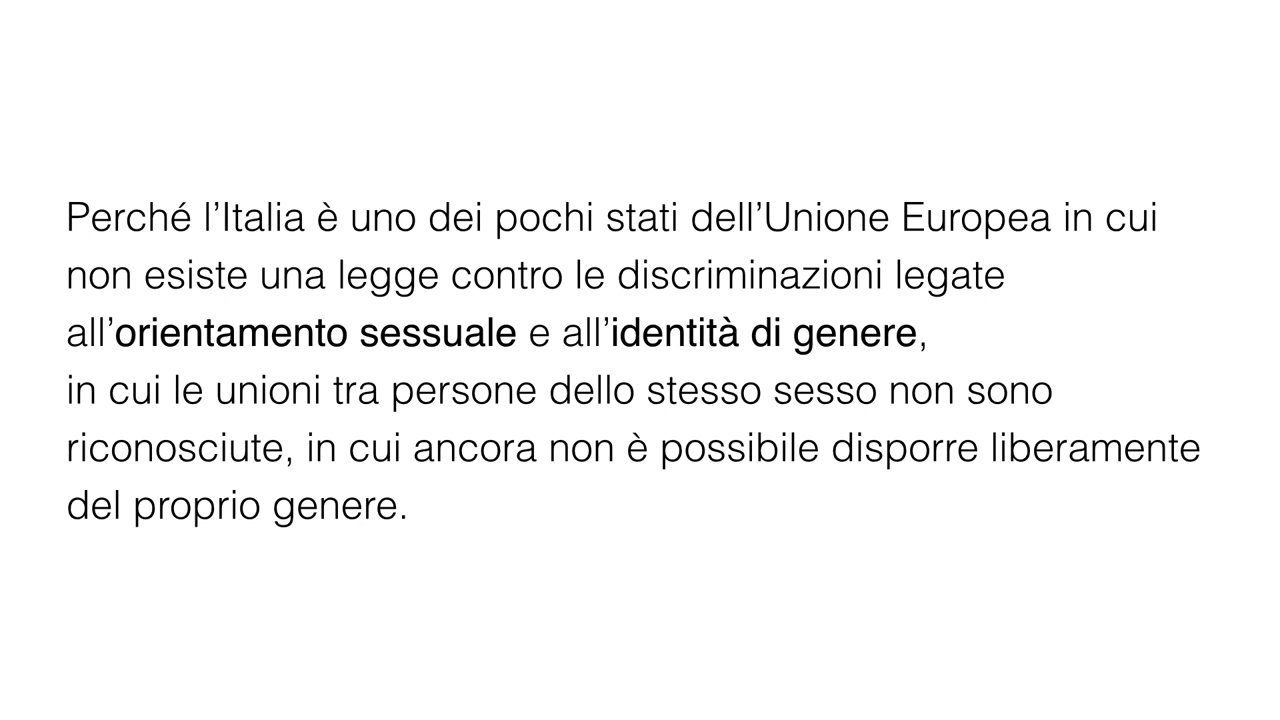 Perché l’Italia è uno dei pochi stati dell’Unione Europea in cui
non esiste una legge contro le discriminazioni legate
all’orientamento sessuale e all’identità di genere,
in cui le unioni tra persone dello stesso sesso non sono
riconosciute, in cui ancora non è possibile disporre liberamente
del proprio genere.